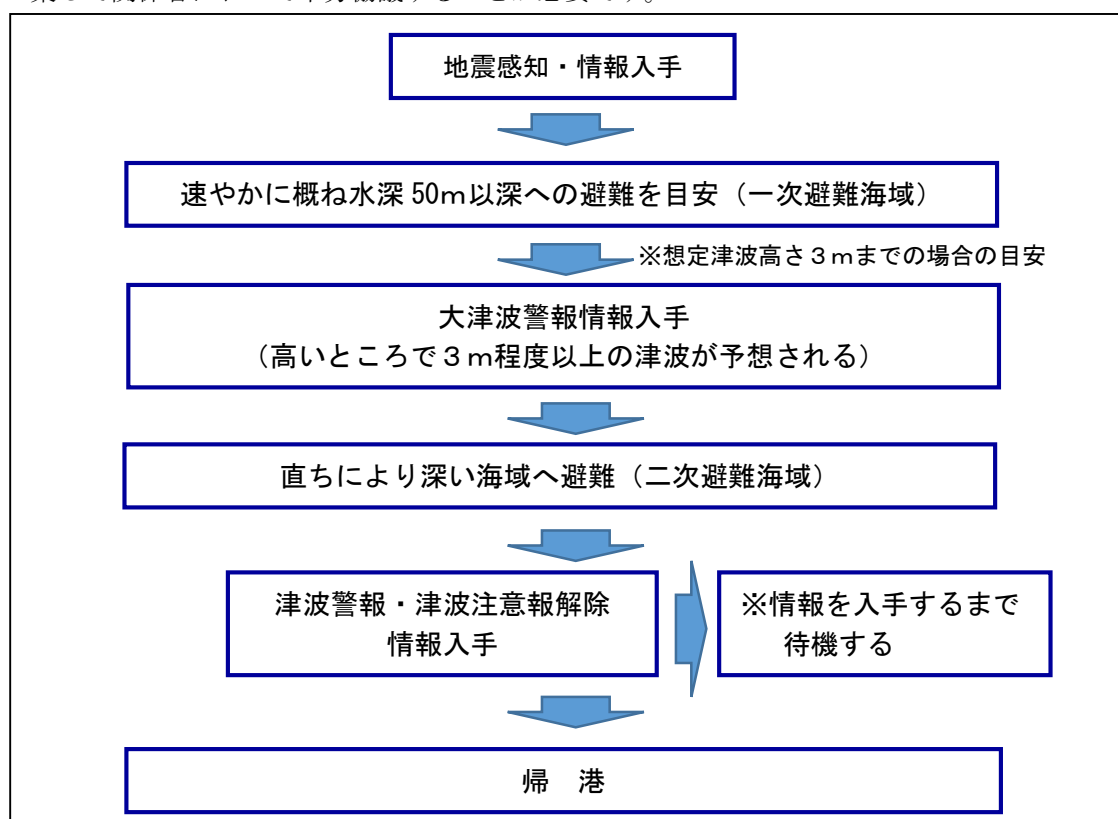 地震感知・情報入手
速やかに概ね水深 50ｍ以深への避難を目安（一次避難海域）
※想定津波高さ３ｍまでの場合の目安
大津波警報情報入手
（高いところで３ｍ程度以上の津波が予想される）
直ちにより深い海域へ避難（二次避難海域）
津波警報・津波注意報解除
情報入手
※情報を入手するまで
待機する
帰　港